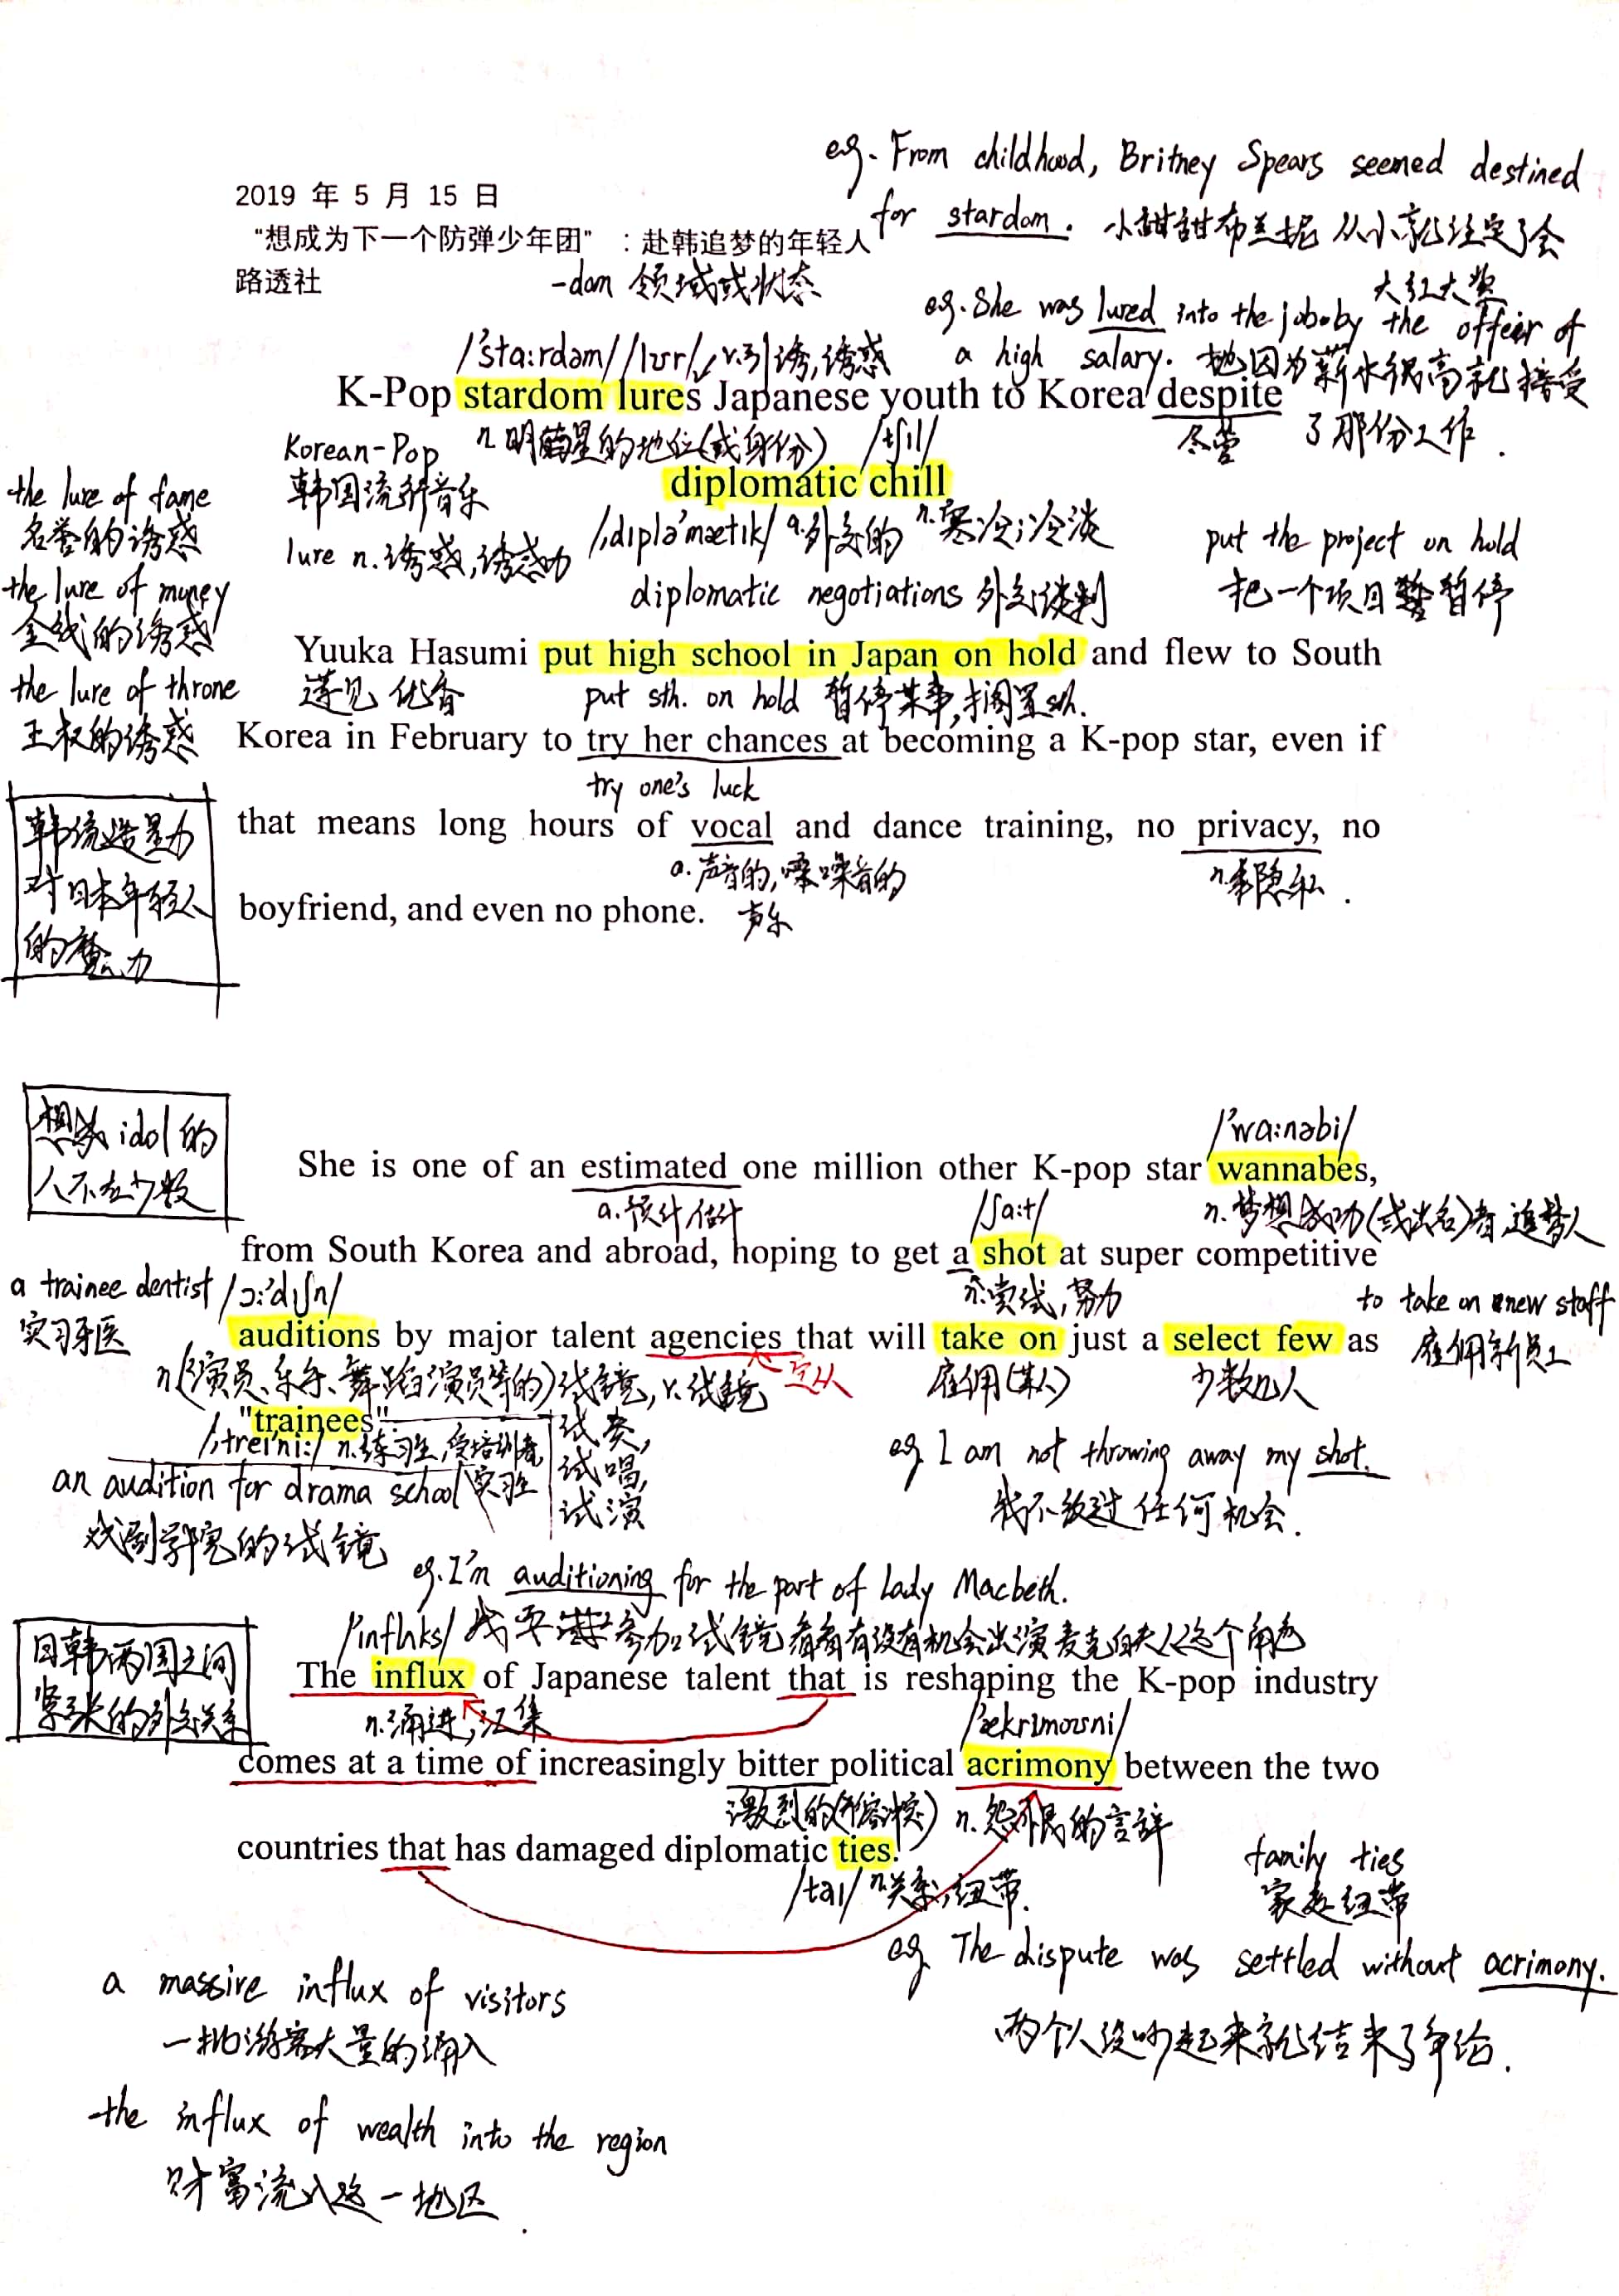 eg. From childhood, Britney Spears seemed destined
2019 年 5 月 15 日
for stardom. 小甜甜布兰妮 从小就注定了会
大红大紫
“想成为下一个防弹少年团” ：赴韩追梦的年轻人
路透社
-dom 领域或状态
eg. She was lured into the job by the offer of
a high salary. 她因为薪水很高就接受
了那份工作.
/'stɑ:rdəm/ /lʊr/ v.引诱,诱惑
K-Pop stardom lures Japanese youth to Korea despite
Korean-Pop
韩国流行音乐
n.明星的地位(或身份)
/tʃɪl/
尽管
diplomatic chill
lure n.诱惑,诱惑力
/ˌdɪplə'mætɪk/ a.外交的 n.寒冷;冷淡
diplomatic negotiations 外交谈判
the lure of fame
名誉的诱惑
the lure of money
金钱的诱惑
the lure of throne
王权的诱惑
put the project on hold
把一个项目暂停
Yuuka Hasumi put high school in Japan on hold and flew to South
莲见 优香
put sth. on hold 暂停某事,搁置sth.
Korea in February to try her chances at becoming a K-pop star, even if
try one's luck
韩流造星力
对日本年轻人
的魔力
that means long hours of vocal and dance training, no privacy, no
a.声音的,嗓音的
声乐
n.隐私.
boyfriend, and even no phone.
想成idol的
人不在少数
/'wɑ:nəbi/
She is one of an estimated one million other K-pop star wannabes,
a.预计 估计
/ʃɑ:t/
n.梦想成功(或出名)者 追梦人
from South Korea and abroad, hoping to get a shot at super competitive
n.尝试,努力
a trainee dentist
实习牙医
/ɔ:'dɪʃn/
to take on new staff
雇佣新员工
auditions by major talent agencies that will take on just a select few as
n.(演员、乐手、舞蹈演员等的)试镜, v.试镜
定从
雇佣(某人)
少数几人
试奏,
试唱,
试演
"trainees".
/ˌtreɪ'ni:/ n.练习生,受培训者
实习生
an audition for drama school
戏剧学院的试镜
eg. I am not throwing away my shot.
我不放过任何机会.
eg. I'm auditioning for the part of Lady Macbeth.
我要参加试镜看看有没有机会出演麦克白夫人这个角色
日韩两国之间
紧张的外交关系
/'ɪnflʌks/
The influx of Japanese talent that is reshaping the K-pop industry
n.涌进,汇集
/'ækrɪmoʊni/
comes at a time of increasingly bitter political acrimony between the two
激烈的(形容冲突)
n.怨恨的言辞
countries that has damaged diplomatic ties.
/taɪ/ n.关系,纽带.
family ties
家庭纽带
eg. The dispute was settled without acrimony.
两个人没吵起来就结束了争论.
a massive influx of visitors
一批游客大量的涌入
the influx of wealth into the region
财富流入这一地区.